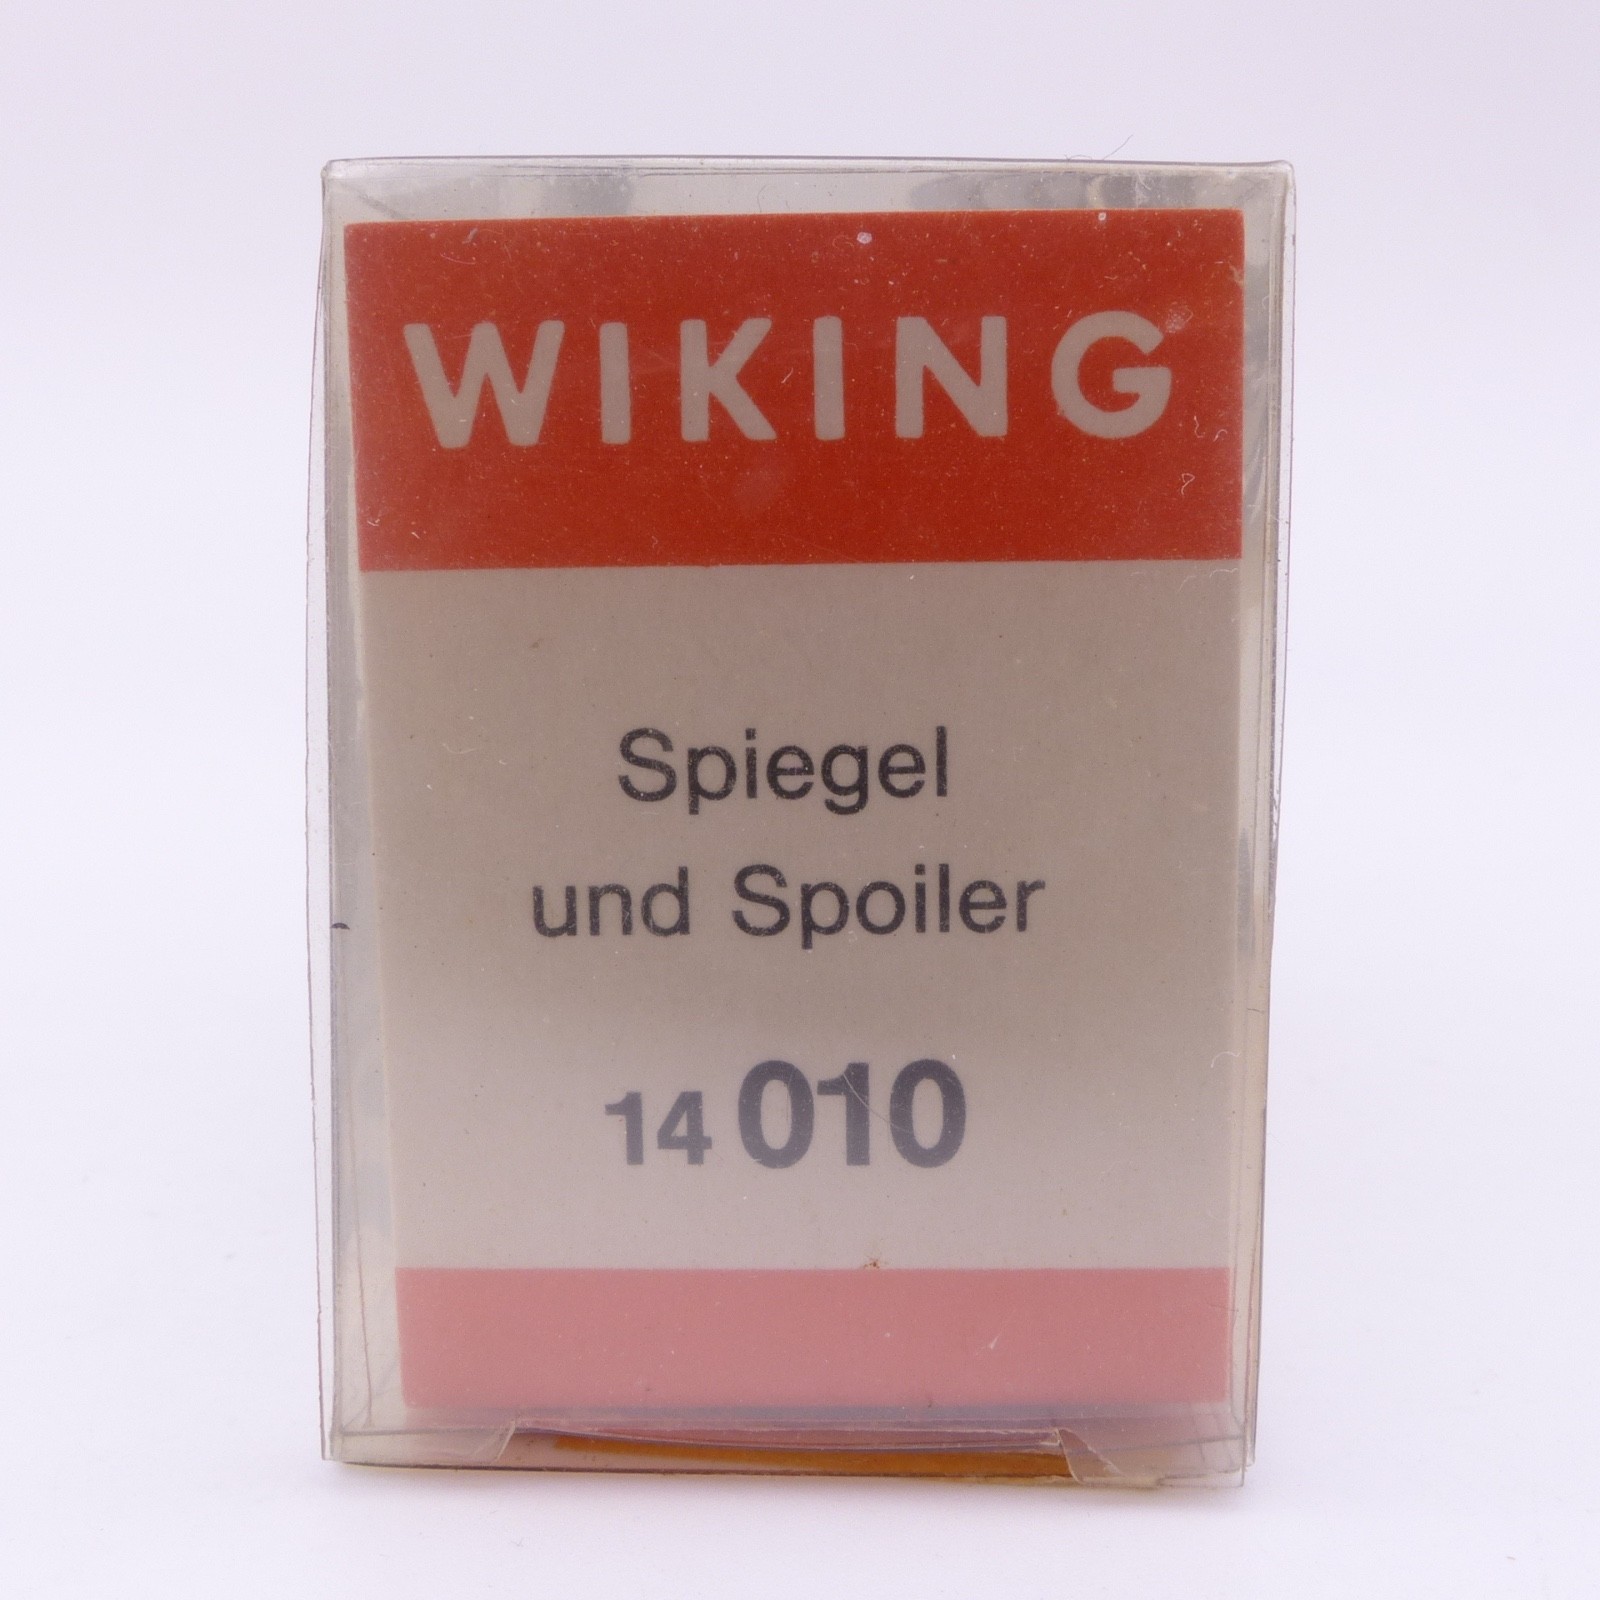 WIKING
Spiegel
und Spoiler
14 010